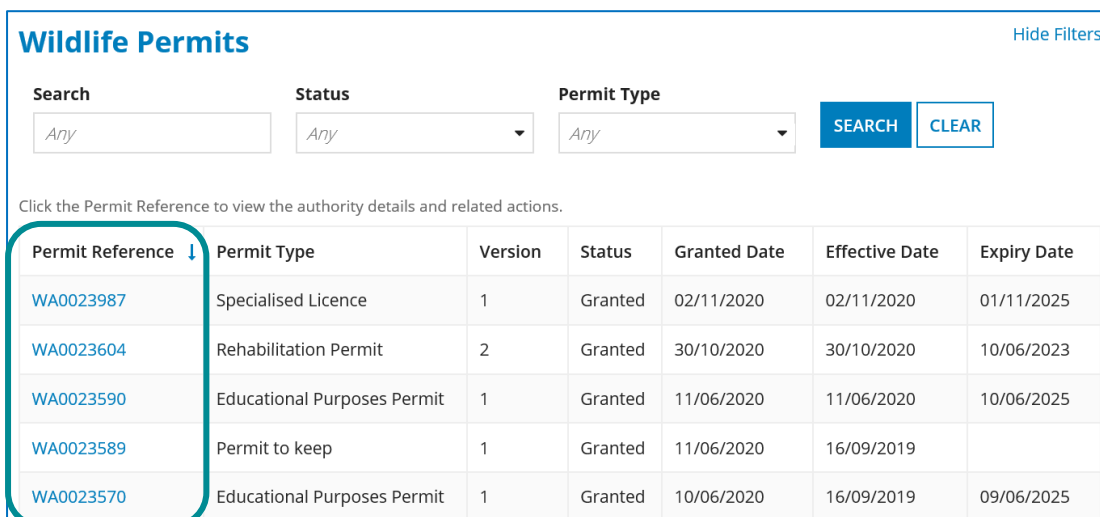 Wildlife Permits
Hide Filters
Search Status Permit Type
Any Any Any SEARCH CLEAR
Click the Permit Reference to view the authority details and related actions.
Permit Reference ↓ Permit Type Version Status Granted Date Effective Date Expiry Date
WA0023987 Specialised Licence 1 Granted 02/11/2020 02/11/2020 01/11/2025
WA0023604 Rehabilitation Permit 2 Granted 30/10/2020 30/10/2020 10/06/2023
WA0023590 Educational Purposes Permit 1 Granted 11/06/2020 11/06/2020 10/06/2025
WA0023589 Permit to keep 1 Granted 11/06/2020 16/09/2019
WA0023570 Educational Purposes Permit 1 Granted 10/06/2020 16/09/2019 09/06/2025